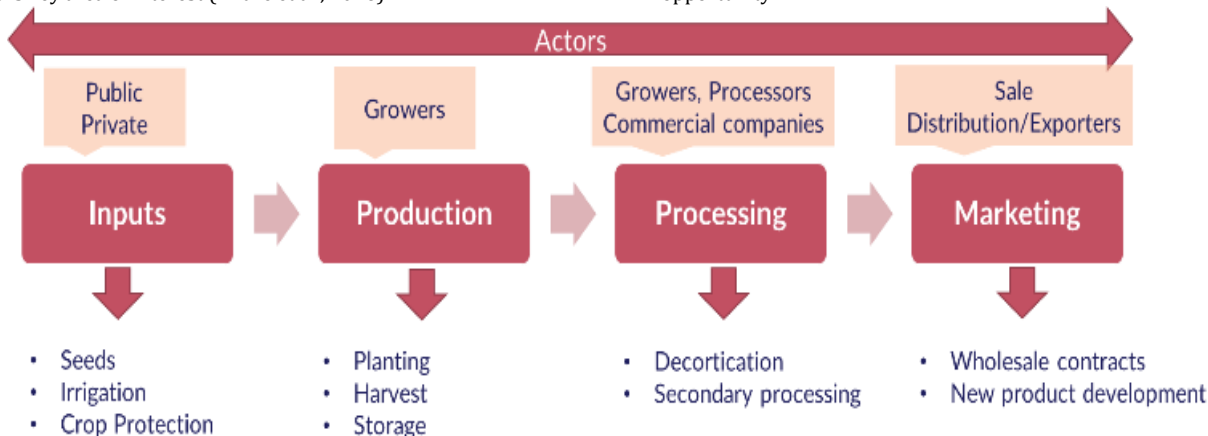 opportunity
Actors
Public
Private
Growers
Growers, Processors
Commercial companies
Sale
Distribution/Exporters
Inputs
Production
Processing
Marketing
• Seeds
• Irrigation
• Crop Protection
• Planting
• Harvest
• Storage
• Decortication
• Secondary processing
• Wholesale contracts
• New product development